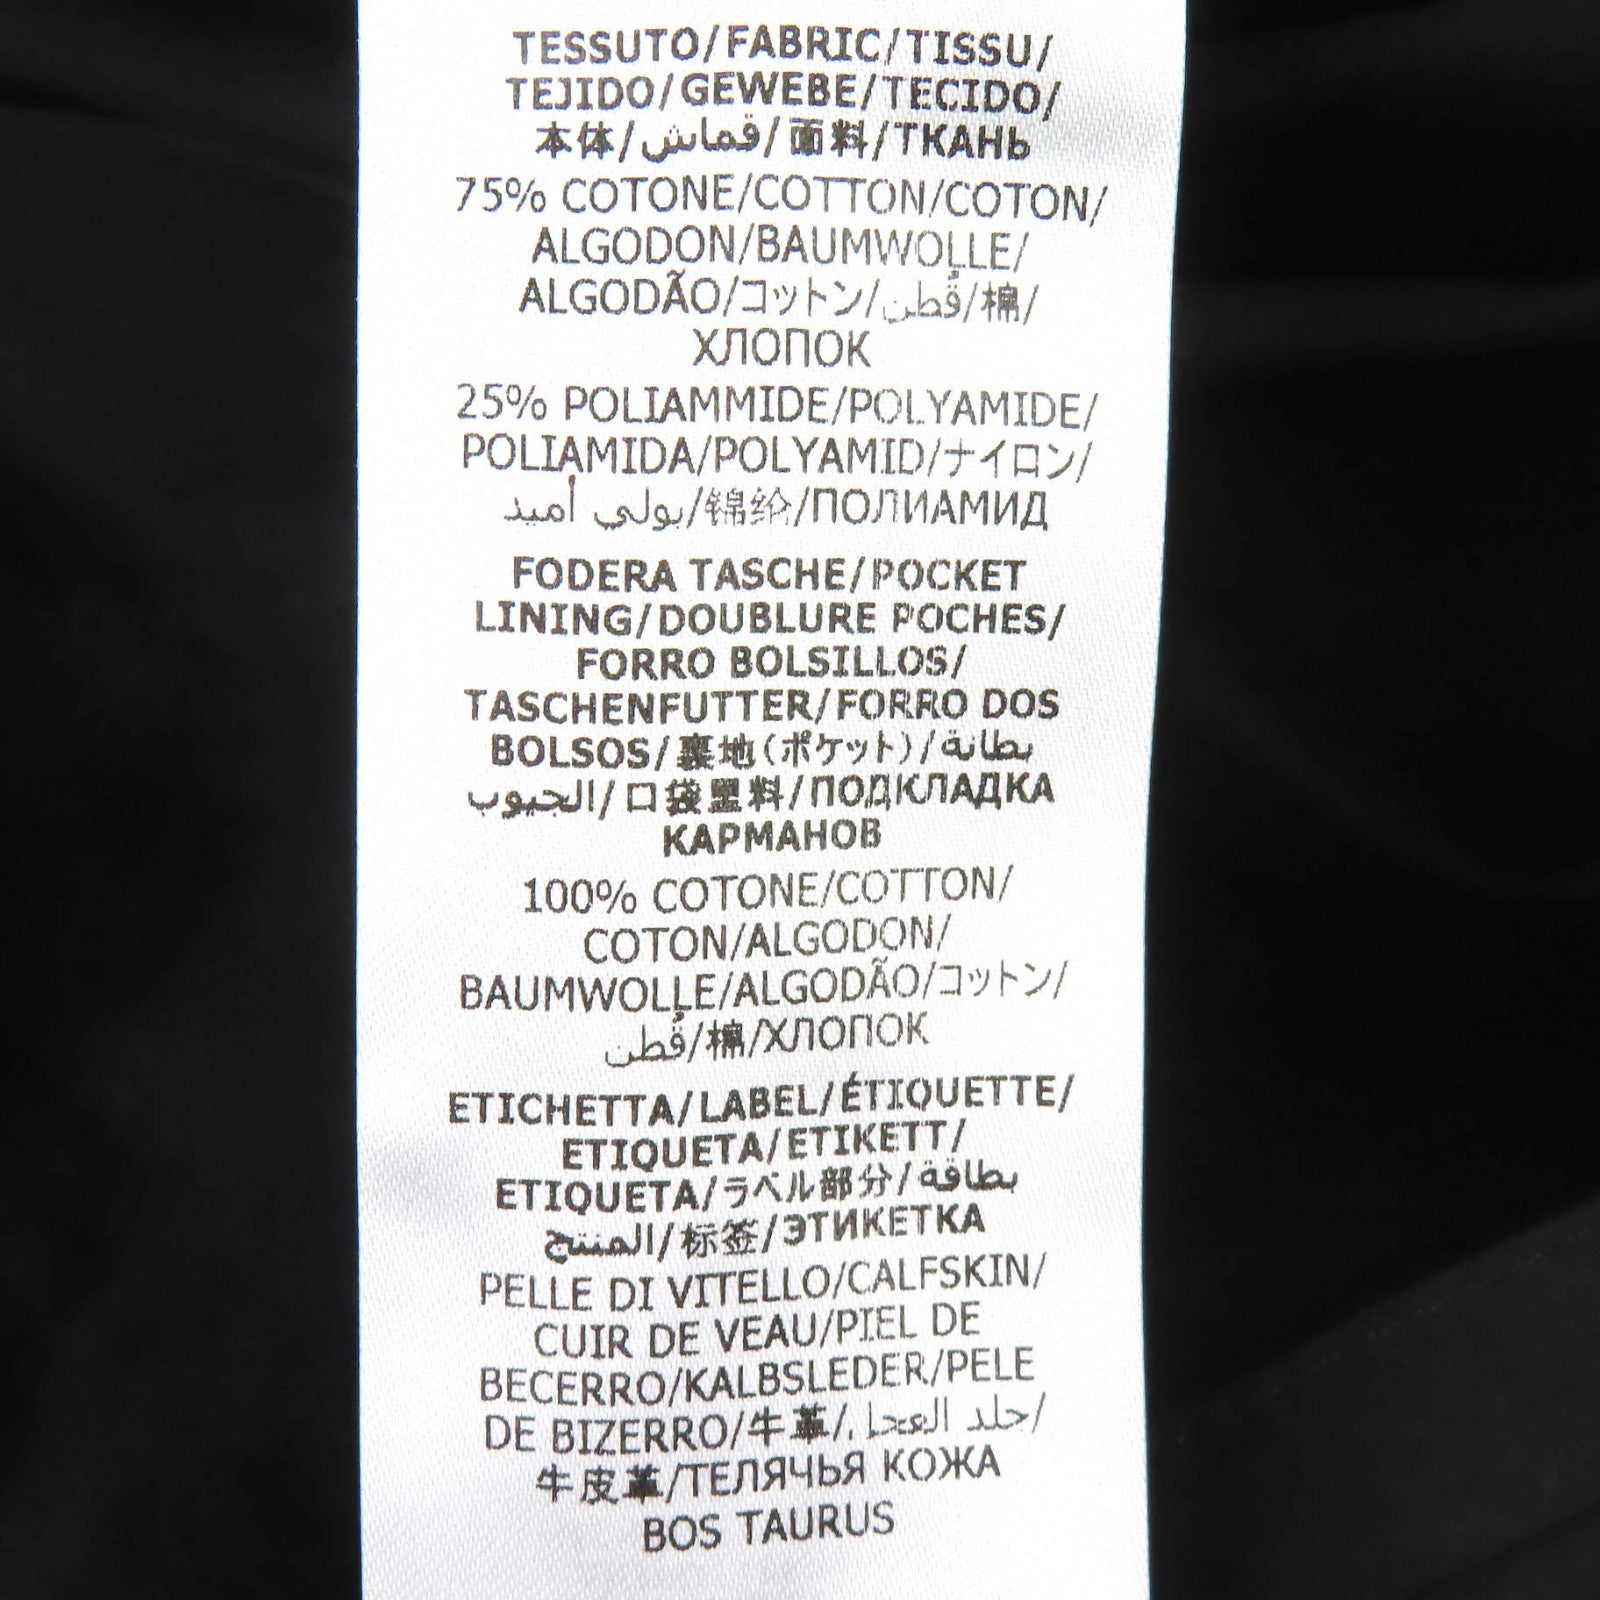 TESSUTO/FABRIC/TISSU/
TEJIDO/GEWEBE/TECIDO/
本体/قماش/面料/ТКАНЬ
75% COTONE/COTTON/COTON/
ALGODON/BAUMWOLLE/
ALGODÃO/コットン/قُطن/棉/
ХЛОПОК
25% POLIAMMIDE/POLYAMIDE/
POLIAMIDA/POLYAMID/ナイロン/
بولي أميد/锦纶/ПОЛИАМИД
FODERA TASCHE/POCKET
LINING/DOUBLURE POCHES/
FORRO BOLSILLOS/
TASCHENFUTTER/FORRO DOS
BOLSOS/裏地(ポケット)/بطانة
الجيوب/口袋里料/ПОДКЛАДКА
КАРМАНОВ
100% COTONE/COTTON/
COTON/ALGODON/
BAUMWOLLE/ALGODÃO/コットン/
قُطن/棉/ХЛОПОК
ETICHETTA/LABEL/ÉTIQUETTE/
ETIQUETA/ETIKETT/
ETIQUETA/ラベル部分/بطاقة
المنتج/标签/ЭТИКЕТКА
PELLE DI VITELLO/CALFSKIN/
CUIR DE VEAU/PIEL DE
BECERRO/KALBSLEDER/PELE
DE BIZERRO/牛革/جلد العجل/
牛皮革/ТЕЛЯЧЬЯ КОЖА
BOS TAURUS